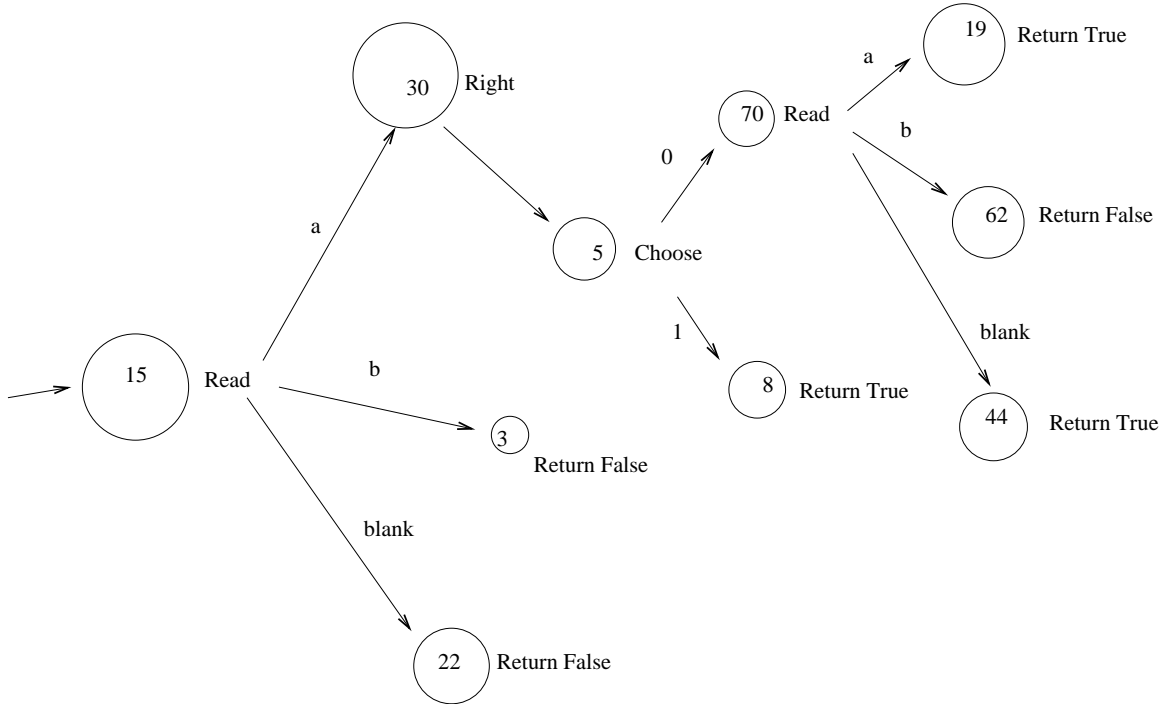 19 Return True
a
30 Right
70 Read
b
0
62 Return False
a
5 Choose
1
blank
15 Read
b
8 Return True
44 Return True
3
Return False
blank
22 Return False